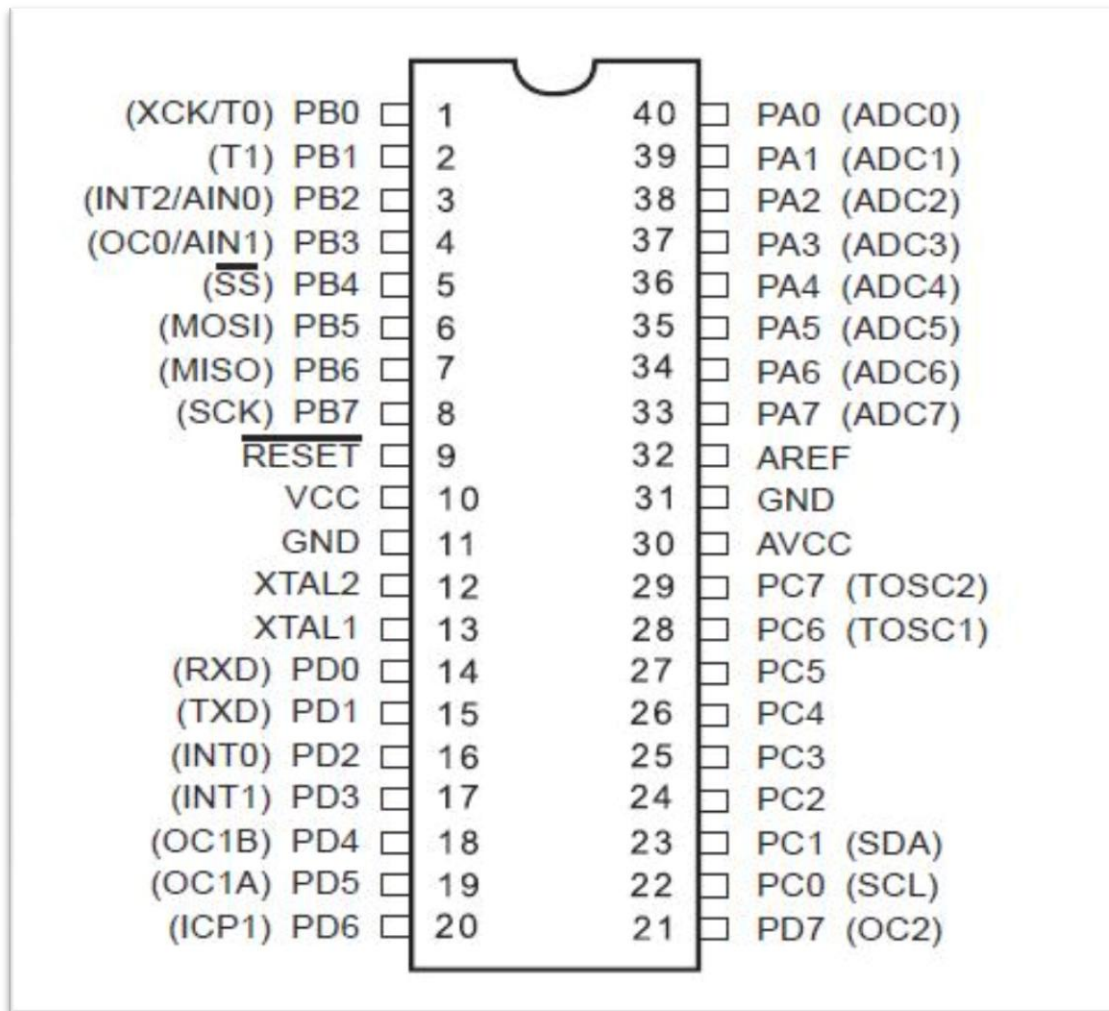 (XCK/T0) PB0 1 40 PA0 (ADC0)
(T1) PB1 2 39 PA1 (ADC1)
(INT2/AIN0) PB2 3 38 PA2 (ADC2)
(OC0/AIN1) PB3 4 37 PA3 (ADC3)
(SS) PB4 5 36 PA4 (ADC4)
(MOSI) PB5 6 35 PA5 (ADC5)
(MISO) PB6 7 34 PA6 (ADC6)
(SCK) PB7 8 33 PA7 (ADC7)
RESET 9 32 AREF
VCC 10 31 GND
GND 11 30 AVCC
XTAL2 12 29 PC7 (TOSC2)
XTAL1 13 28 PC6 (TOSC1)
(RXD) PD0 14 27 PC5
(TXD) PD1 15 26 PC4
(INT0) PD2 16 25 PC3
(INT1) PD3 17 24 PC2
(OC1B) PD4 18 23 PC1 (SDA)
(OC1A) PD5 19 22 PC0 (SCL)
(ICP1) PD6 20 21 PD7 (OC2)